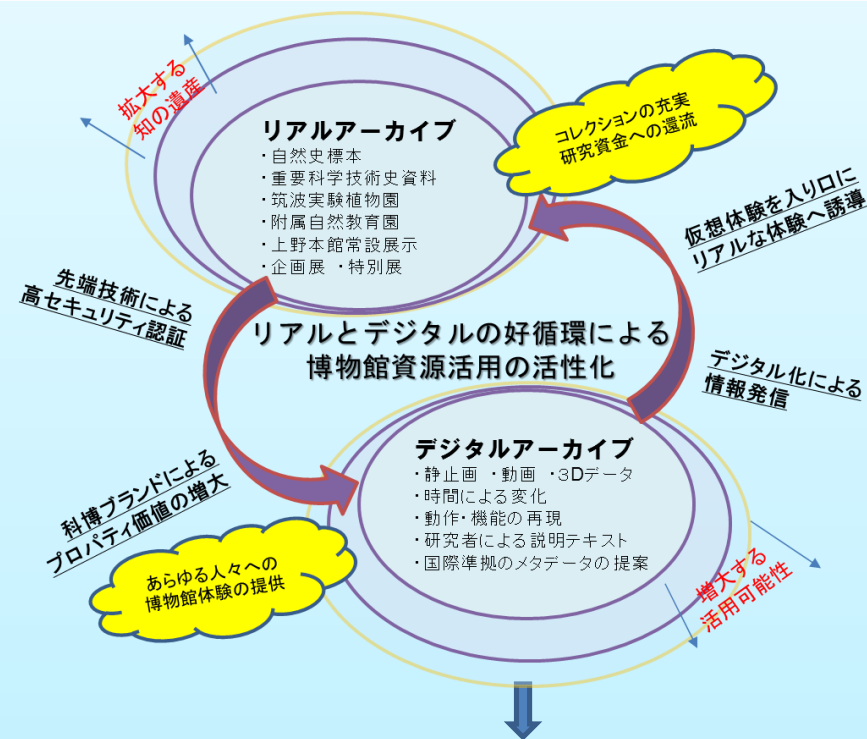 拡大する
知の遺産
リアルアーカイブ
・自然史標本
・重要科学技術史資料
・筑波実験植物園
・附属自然教育園
・上野本館常設展示
・企画展 ・特別展
コレクションの充実
研究資金への還流
仮想体験を入り口に
リアルな体験へ誘導
先端技術による
高セキュリティ認証
リアルとデジタルの好循環による
博物館資源活用の活性化
デジタル化による
情報発信
デジタルアーカイブ
・静止画 ・動画 ・3Dデータ
・時間による変化
・動作・機能の再現
・研究者による説明テキスト
・国際準拠のメタデータの提案
科博ブランドによる
プロパティ価値の増大
あらゆる人々への
博物館体験の提供
増大する
活用可能性